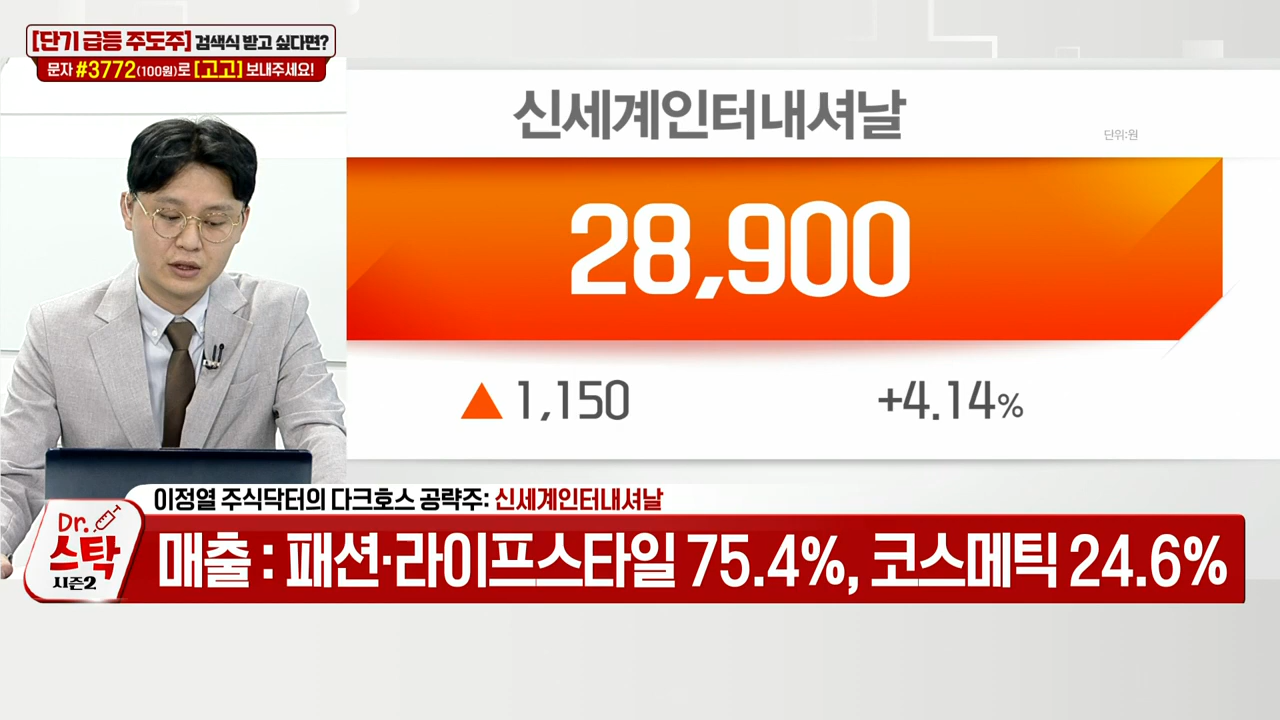 [단기 급등 주도주] 검색식 받고 싶다면?
문자 #3772(100원)로 [고고] 보내주세요!
신세계인터내셔날
단위:원
28,900
▲ 1,150 +4.14%
이정열 주식닥터의 다크호스 공략주: 신세계인터내셔날
Dr.
스탁
시즌2
매출 : 패션·라이프스타일 75.4%, 코스메틱 24.6%